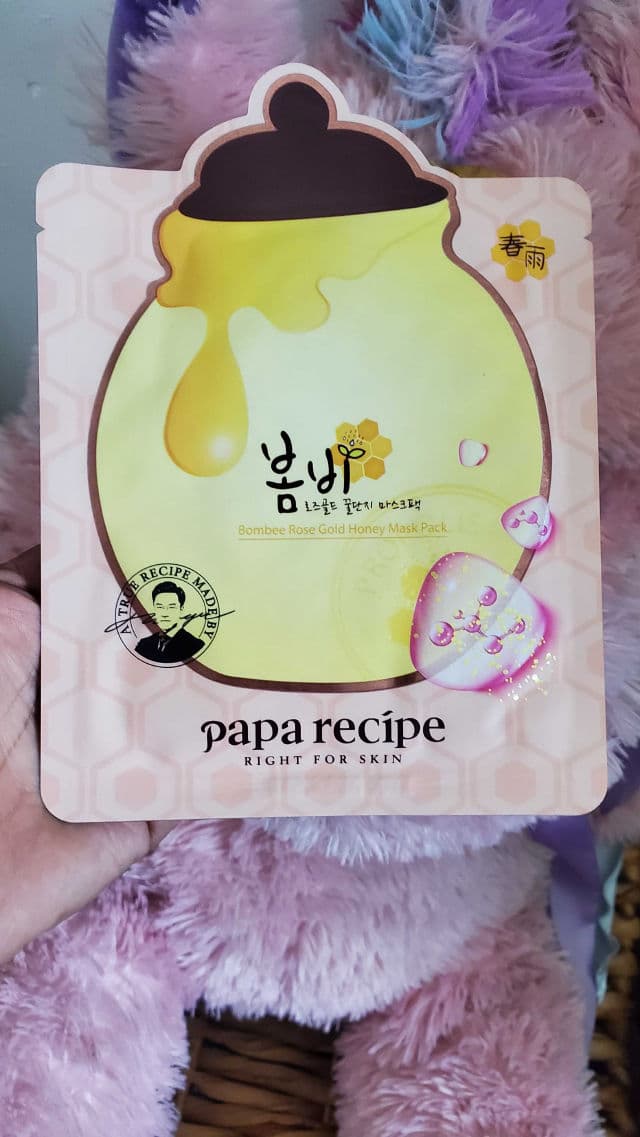 春雨
봄비
로즈골드 꿀단지 마스크팩
Bombee Rose Gold Honey Mask Pack
A TRUE RECIPE MADE BY
papa recipe
RIGHT FOR SKIN